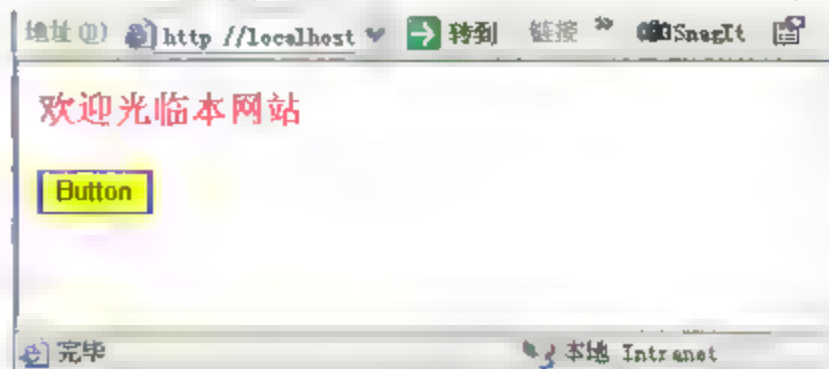 地址(D) http //localhost 转到 链接 » SnagIt
欢迎光临本网站
Button
完毕 本地 Intranet